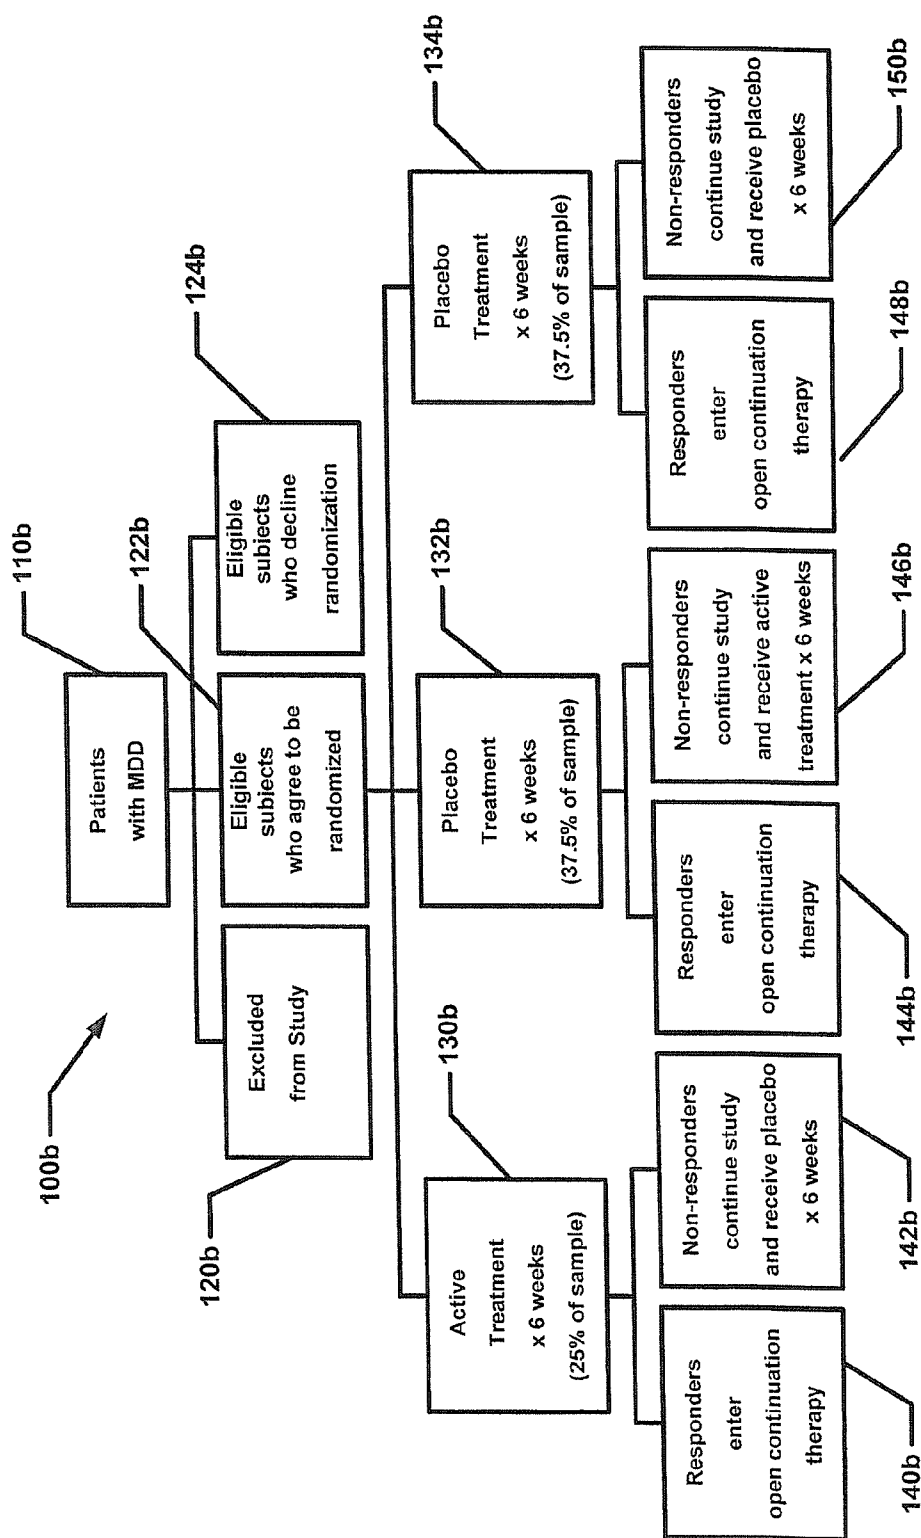 100b
110b
Patients
with MDD
120b
Excluded
from Study
122b
Eligible
subjects
who agree to be
randomized
124b
Eligible
subjects
who decline
randomization
130b
Active
Treatment
x 6 weeks
(25% of sample)
132b
Placebo
Treatment
x 6 weeks
(37.5% of sample)
134b
Placebo
Treatment
x 6 weeks
(37.5% of sample)
Responders
enter
open continuation
therapy
140b
Non-responders
continue study
and receive placebo
x 6 weeks
142b
Responders
enter
open continuation
therapy
144b
Non-responders
continue study
and receive active
treatment x 6 weeks
146b
Responders
enter
open continuation
therapy
148b
Non-responders
continue study
and receive placebo
x 6 weeks
150b